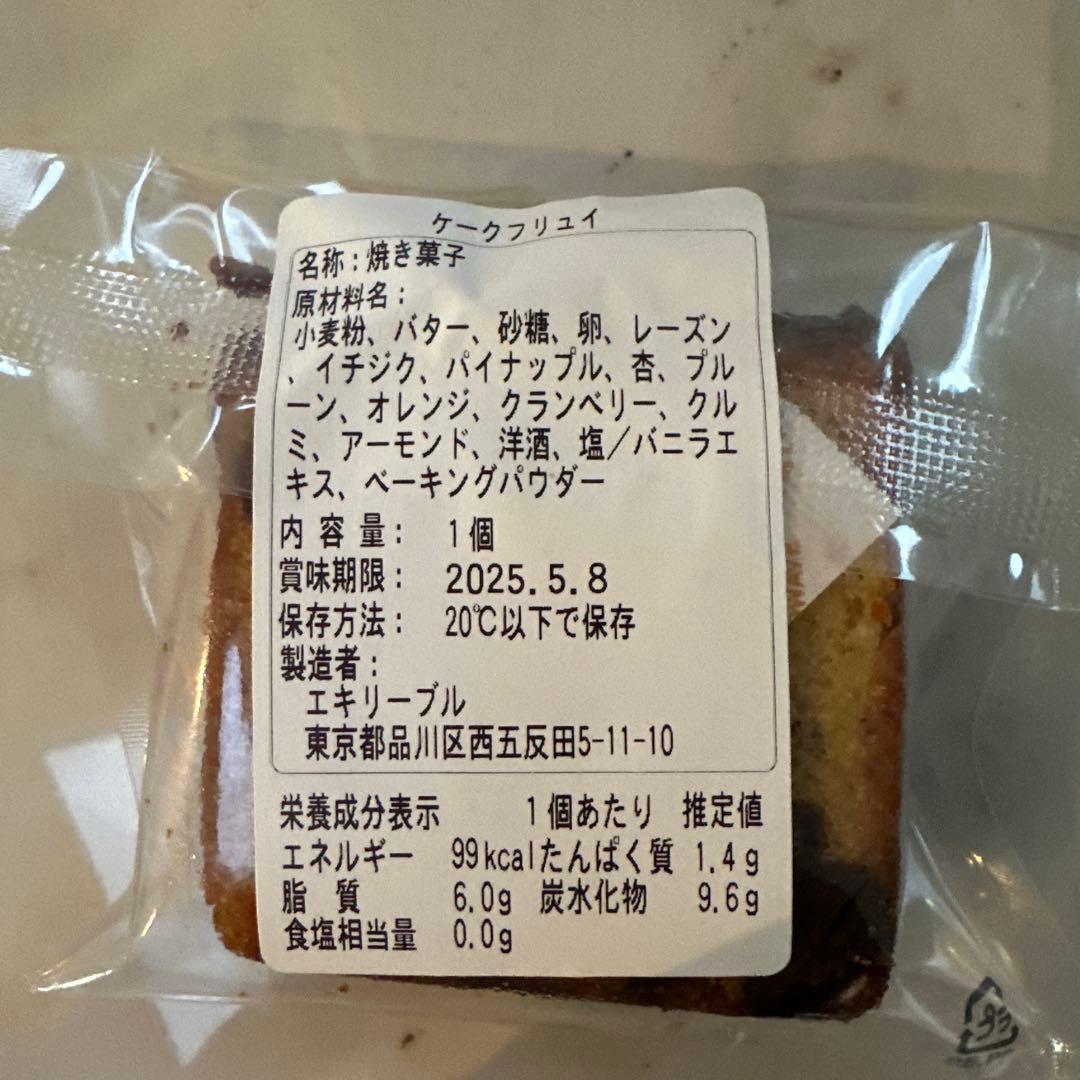 ケークフリュイ
名称：焼き菓子
原材料名：
小麦粉、バター、砂糖、卵、レーズン
、イチジク、パイナップル、杏、プル
ーン、オレンジ、クランベリー、クル
ミ、アーモンド、洋酒、塩／バニラエ
キス、ベーキングパウダー
内容量： 1個
賞味期限： 2025.5.8
保存方法： 20℃以下で保存
製造者：
エキリーブル
東京都品川区西五反田5-11-10
栄養成分表示 1個あたり 推定値
エネルギー 99kcal たんぱく質 1.4g
脂質 6.0g 炭水化物 9.6g
食塩相当量 0.0g